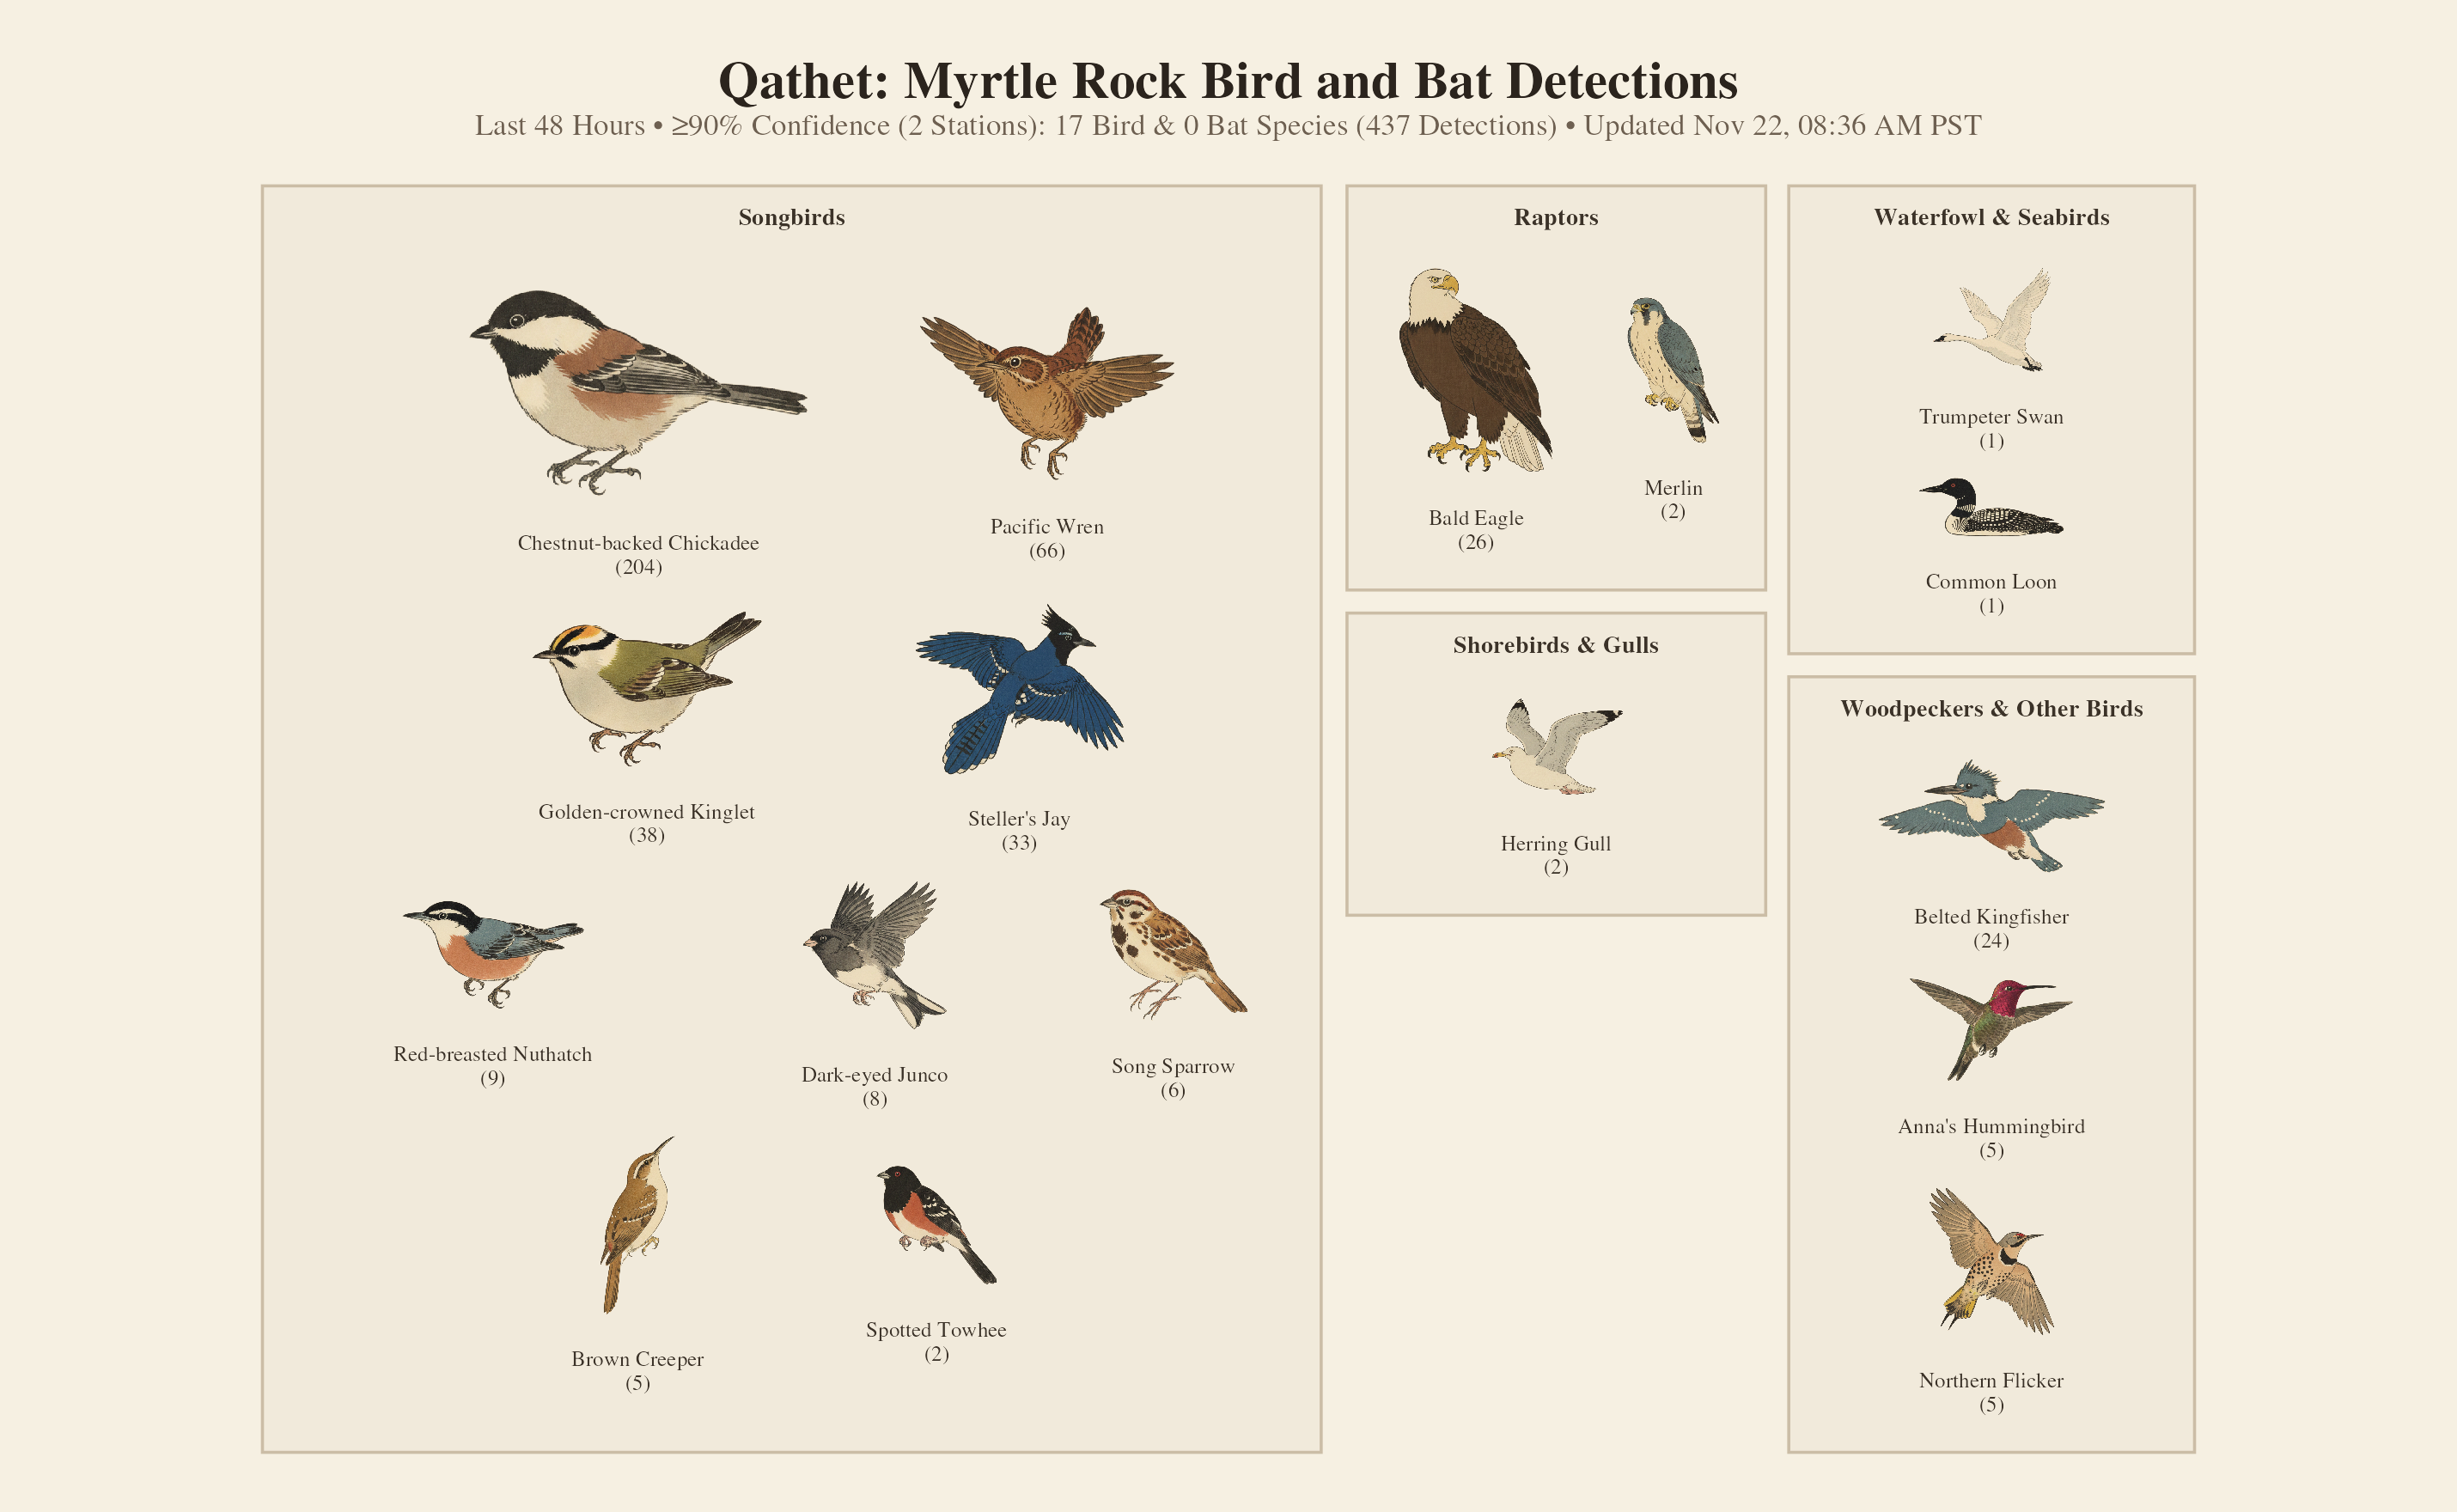 Qathet: Myrtle Rock Bird and Bat Detections
Last 48 Hours • ≥90% Confidence (2 Stations): 17 Bird & 0 Bat Species (437 Detections) • Updated Nov 22, 08:36 AM PST
Songbirds
Chestnut-backed Chickadee
(204)
Pacific Wren
(66)
Golden-crowned Kinglet
(38)
Steller's Jay
(33)
Red-breasted Nuthatch
(9)
Dark-eyed Junco
(8)
Song Sparrow
(6)
Brown Creeper
(5)
Spotted Towhee
(2)
Raptors
Bald Eagle
(26)
Merlin
(2)
Shorebirds & Gulls
Herring Gull
(2)
Waterfowl & Seabirds
Trumpeter Swan
(1)
Common Loon
(1)
Woodpeckers & Other Birds
Belted Kingfisher
(24)
Anna's Hummingbird
(5)
Northern Flicker
(5)